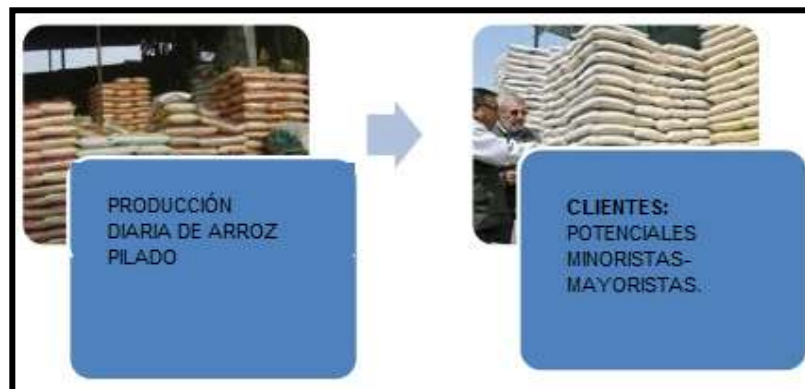 PRODUCCIÓN
DIARIA DE ARROZ
PILADO
CLIENTES:
POTENCIALES
MINORISTAS-
MAYORISTAS.